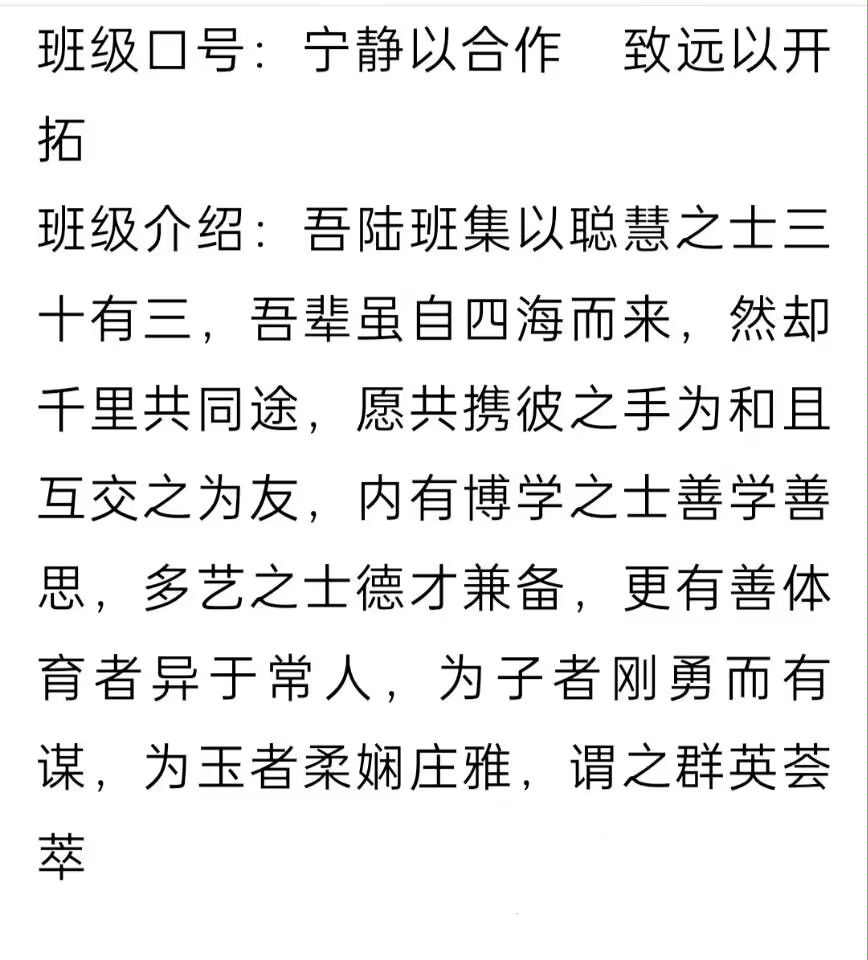 班级口号：宁静以合作　致远以开
拓
班级介绍：吾陆班集以聪慧之士三
十有三，吾辈虽自四海而来，然却
千里共同途，愿共携彼之手为和且
互交之为友，内有博学之士善学善
思，多艺之士德才兼备，更有善体
育者异于常人，为子者刚勇而有
谋，为玉者柔娴庄雅，谓之群英荟
萃